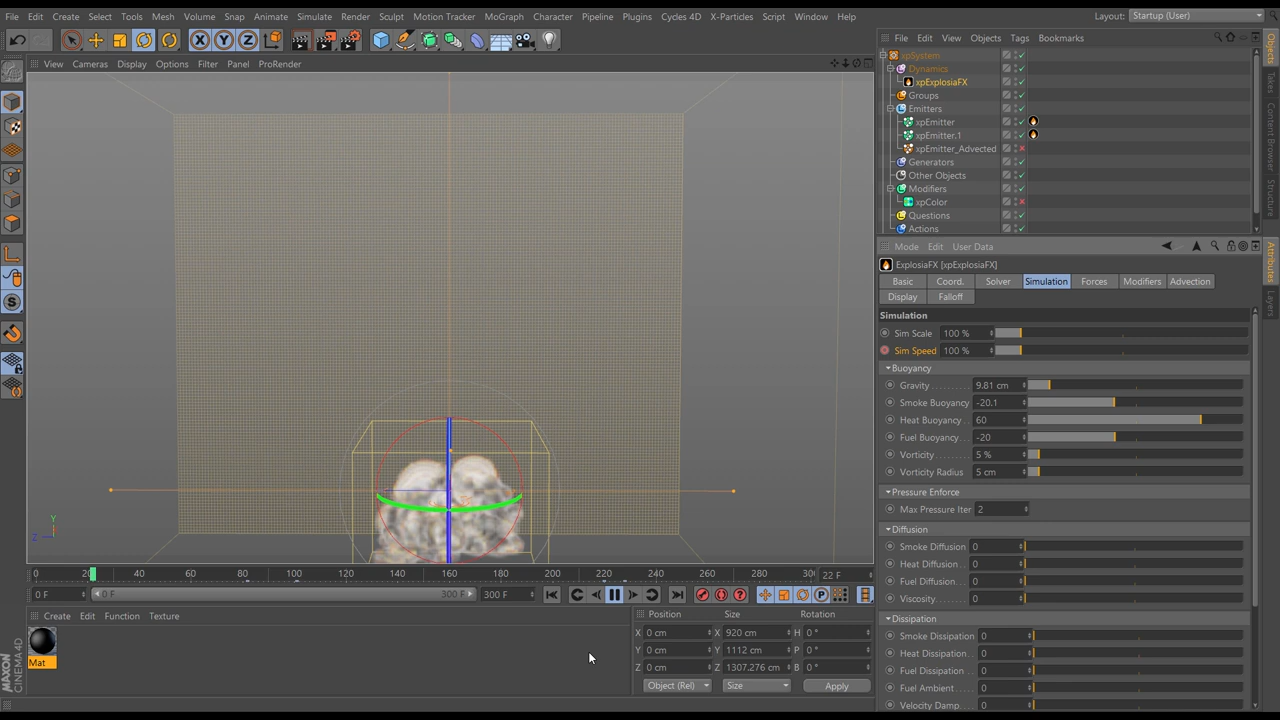 File Edit Create Select Tools Mesh Volume Snap Animate Simulate Render Sculpt Motion Tracker MoGraph Character Pipeline Plugins Cycles 4D X-Particles Script Window Help Layout: Startup (User)
File Edit View Objects Tags Bookmarks
View Cameras Display Options Filter Panel ProRender
xpSystem
Dynamics
xpExplosiaFX
Groups
Emitters
xpEmitter
xpEmitter.1
xpEmitter_Advected
Generators
Other Objects
Modifiers
xpColor
Questions
Actions
Objects
Takes
Content Browser
Structure
Mode Edit User Data
ExplosiaFX [xpExplosiaFX]
Basic Coord. Solver Simulation Forces Modifiers Advection
Display Falloff
Simulation
Sim Scale 100 %
Sim Speed 100 %
Buoyancy
Gravity 9.81 cm
Smoke Buoyancy -20.1
Heat Buoyancy 60
Fuel Buoyancy -20
Vorticity 5 %
Vorticity Radius 5 cm
Pressure Enforce
Max Pressure Iter 2
Diffusion
Smoke Diffusion 0
Heat Diffusion 0
Fuel Diffusion 0
Viscosity 0
Dissipation
Smoke Dissipation 0
Heat Dissipation 0
Fuel Dissipation 0
Fuel Ambient 0
Velocity Damp. 0
Attributes
Layers
Y
Z
0 20 40 60 80 100 120 140 160 180 200 220 240 260 280 300 22 F
0 F 0 F 300 F 300 F
Create Edit Function Texture
Mat
Position Size Rotation
X 0 cm X 920 cm H 0 °
Y 0 cm Y 1112 cm P 0 °
Z 0 cm Z 1307.276 cm B 0 °
Object (Rel) Size Apply
MAXON
CINEMA 4D